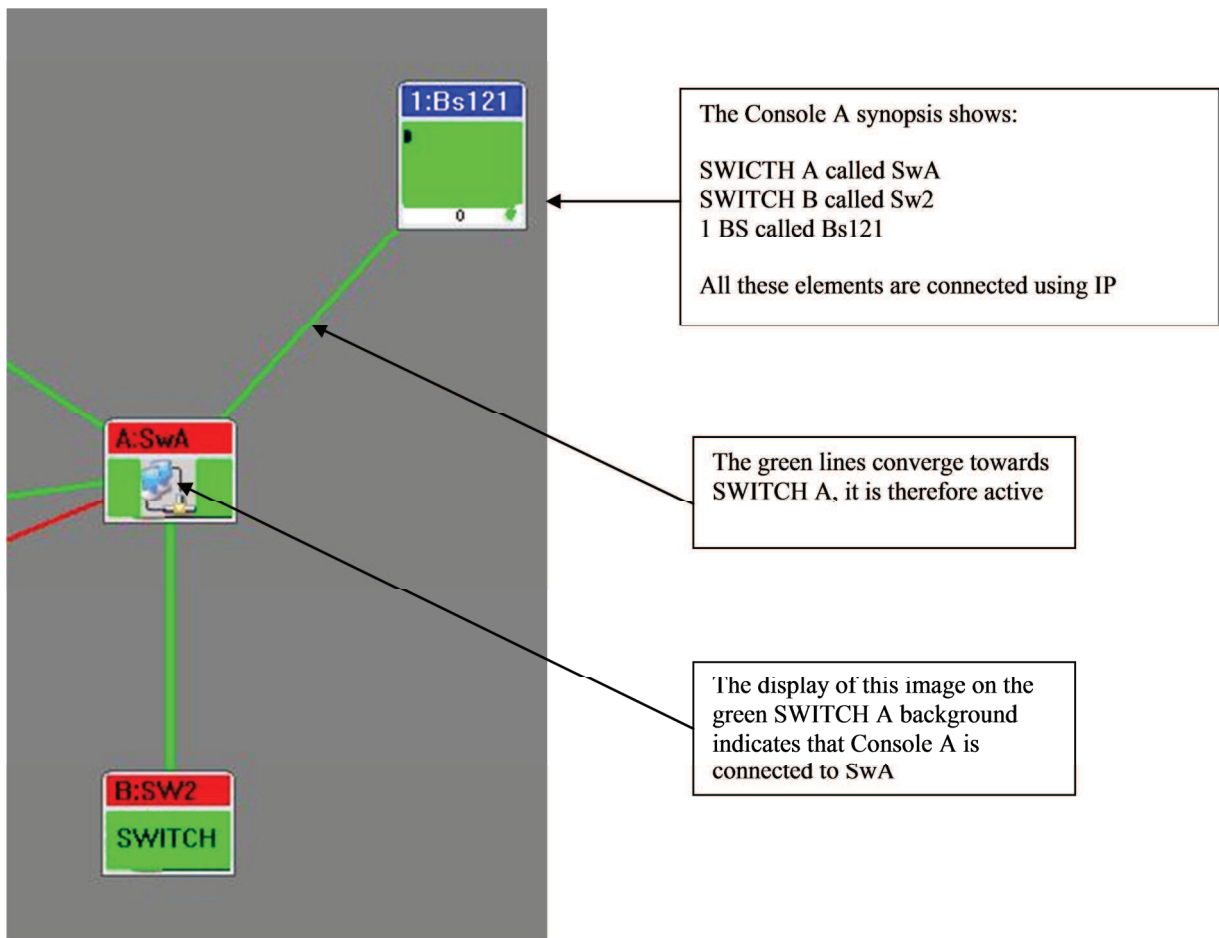 1:Bs121
0
The Console A synopsis shows:
SWICTH A called SwA
SWITCH B called Sw2
1 BS called Bs121
All these elements are connected using IP
A:SwA
The green lines converge towards
SWITCH A, it is therefore active
The display of this image on the
green SWITCH A background
indicates that Console A is
connected to SwA
B:SW2
SWITCH